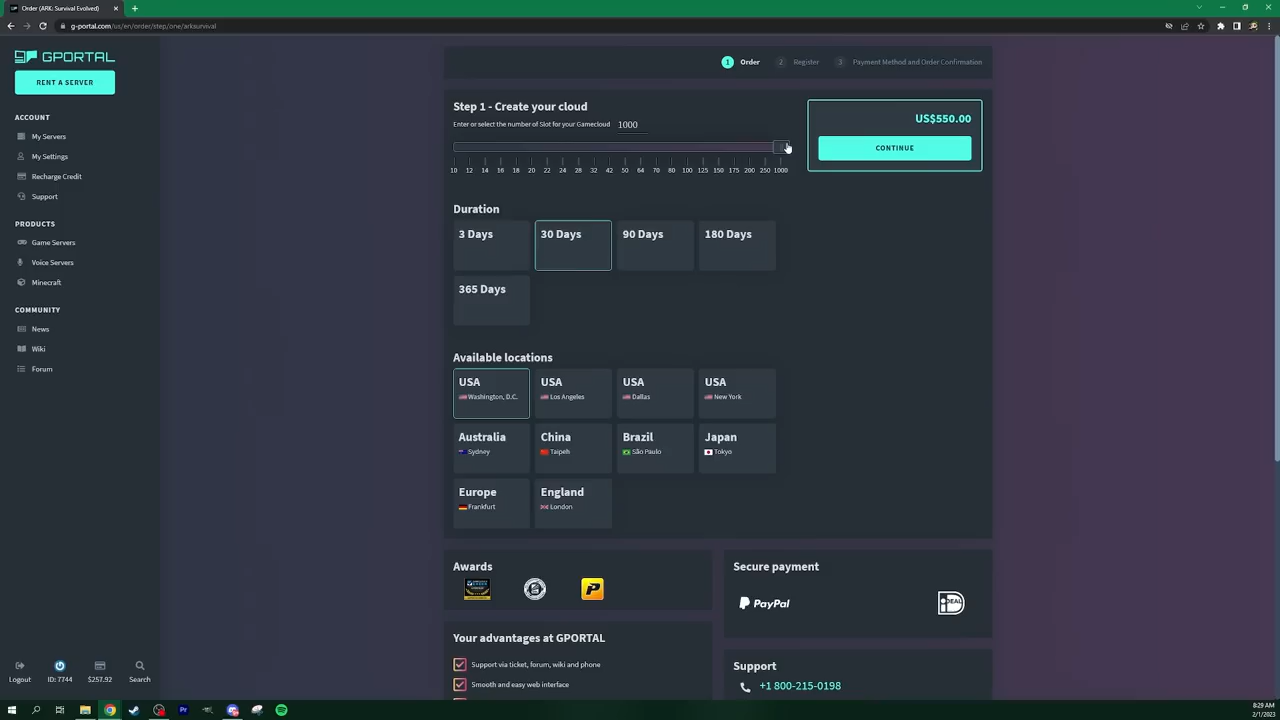 Order (ARK: Survival Evolved)
g-portal.com/us/en/order/step/one/arksurvival
GPORTAL
RENT A SERVER
ACCOUNT
My Servers
My Settings
Recharge Credit
Support
PRODUCTS
Game Servers
Voice Servers
Minecraft
COMMUNITY
News
Wiki
Forum
Logout
ID: 7744
$257.92
Search
1 Order 2 Register 3 Payment Method and Order Confirmation
Step 1 - Create your cloud
Enter or select the number of Slot for your Gamecloud 1000
10 12 14 16 18 20 22 24 28 32 42 50 64 70 80 100 125 150 175 200 250 1000
US$550.00
CONTINUE
Duration
3 Days
30 Days
90 Days
180 Days
365 Days
Available locations
USA
Washington, D.C.
USA
Los Angeles
USA
Dallas
USA
New York
Australia
Sydney
China
Taipeh
Brazil
São Paulo
Japan
Tokyo
Europe
Frankfurt
England
London
Awards
Secure payment
PayPal
iDEAL
Your advantages at GPORTAL
Support via ticket, forum, wiki and phone
Smooth and easy web interface
Support
+1 800-215-0198
8:29 AM
2/1/2023